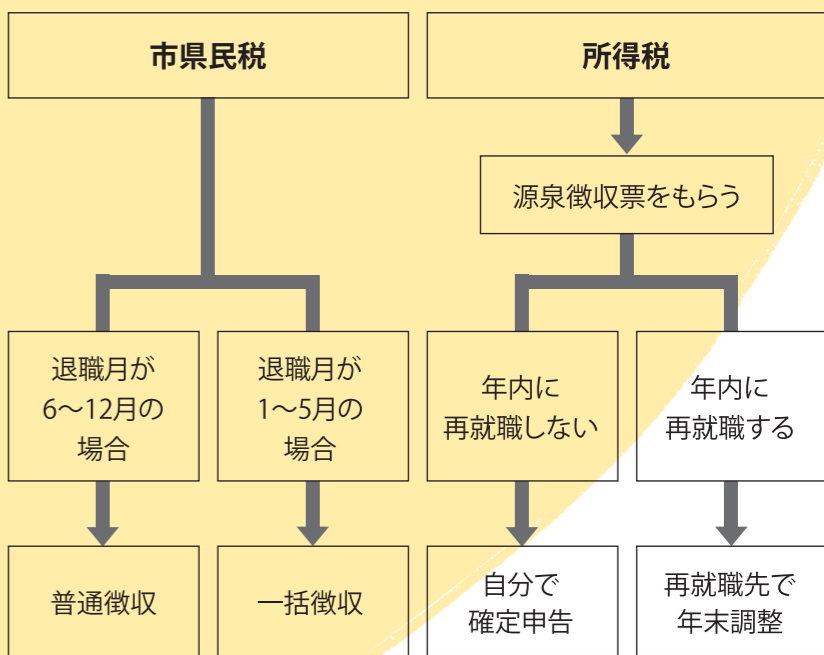 市県民税
所得税
源泉徴収票をもらう
退職月が
6〜12月の
場合
退職月が
1〜5月の
場合
年内に
再就職しない
年内に
再就職する
普通徴収
一括徴収
自分で
確定申告
再就職先で
年末調整